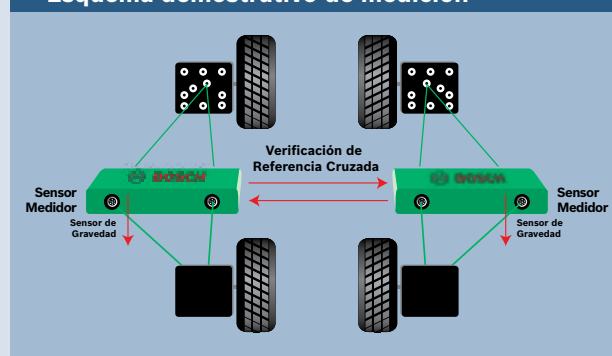 Esquema demostrativo de medición
Verificación de
Referencia Cruzada
BOSCH
BOSCH
Sensor
Medidor
Sensor de
Gravedad
Sensor
Medidor
Sensor de
Gravedad